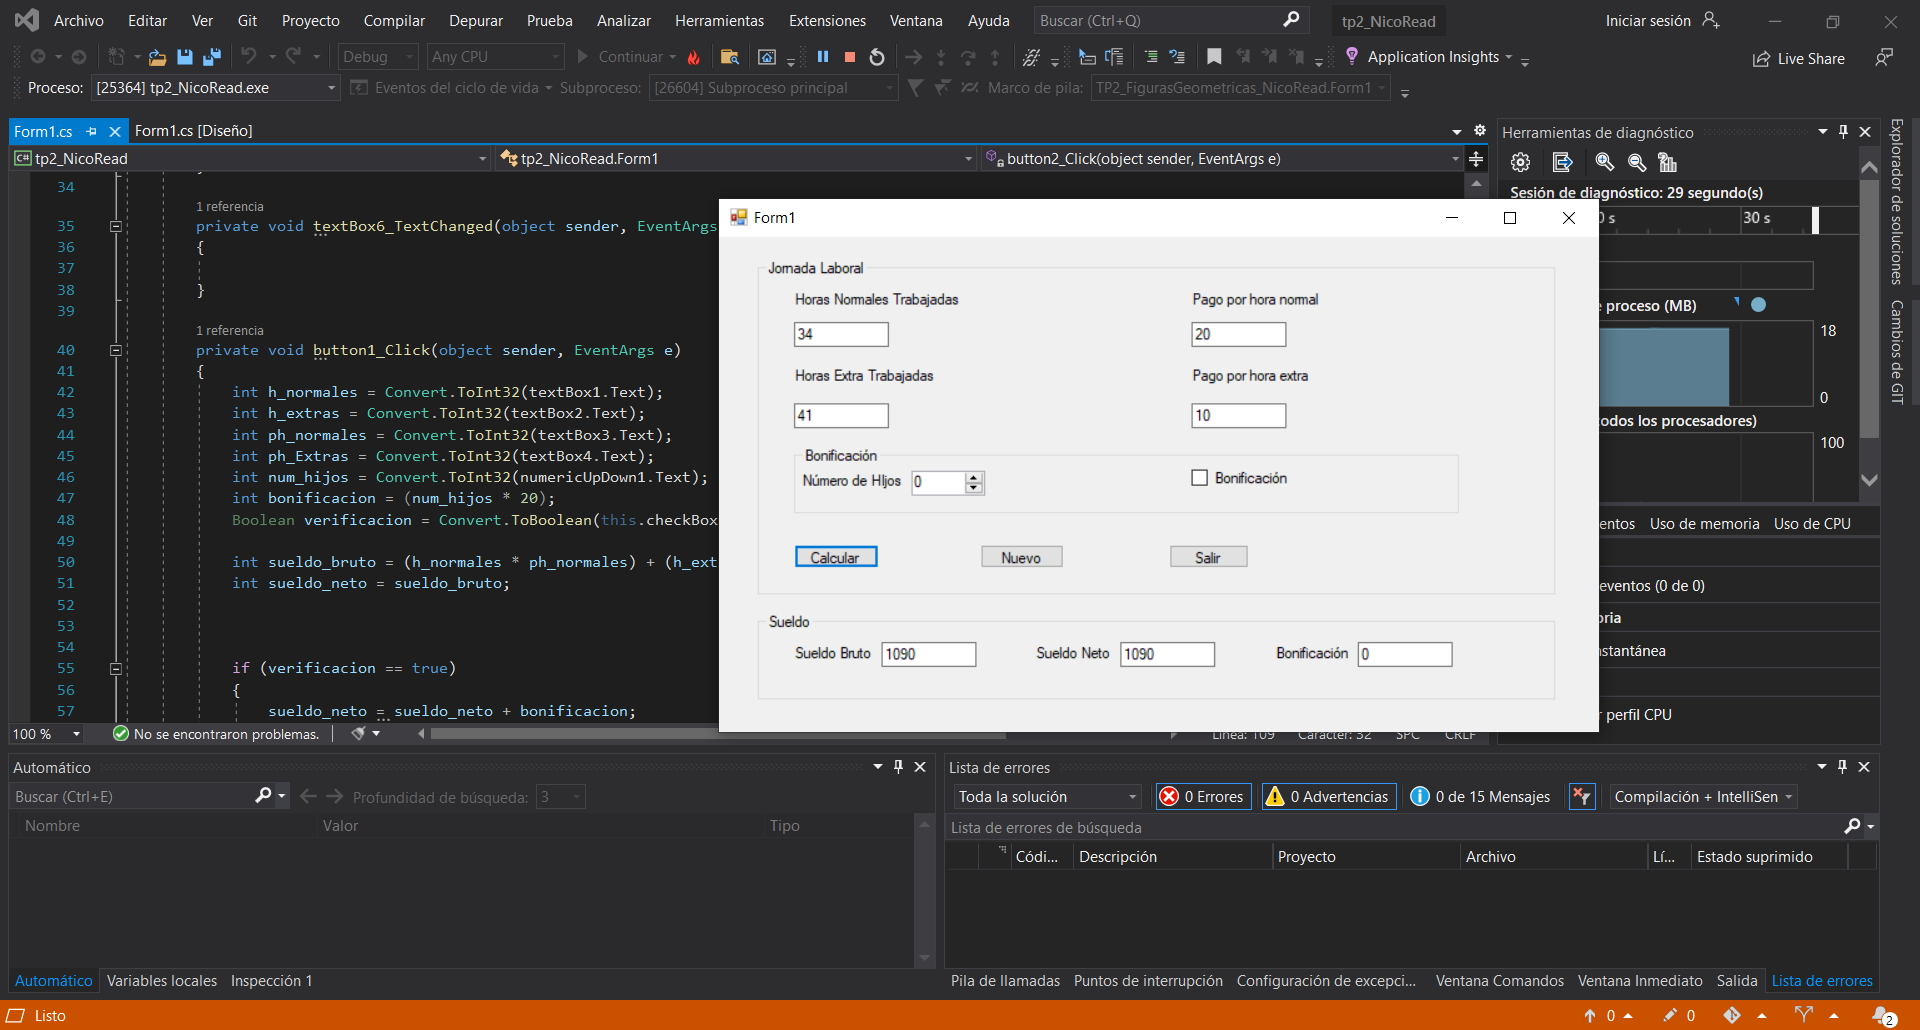 Archivo Editar Ver Git Proyecto Compilar Depurar Prueba Analizar Herramientas Extensiones Ventana Ayuda Buscar (Ctrl+Q) tp2_NicoRead Iniciar sesión
Debug Any CPU Continuar Application Insights Live Share
Proceso: [25364] tp2_NicoRead.exe Eventos del ciclo de vida Subproceso: [26604] Subproceso principal Marco de pila: TP2_FigurasGeometricas_NicoRead.Form1
Form1.cs Form1.cs [Diseño]
tp2_NicoRead tp2_NicoRead.Form1 button2_Click(object sender, EventArgs e)
34
1 referencia
35 private void textBox6_TextChanged(object sender, EventArgs
36 {
37
38 }
39
1 referencia
40 private void button1_Click(object sender, EventArgs e)
41 {
42 int h_normales = Convert.ToInt32(textBox1.Text);
43 int h_extras = Convert.ToInt32(textBox2.Text);
44 int ph_normales = Convert.ToInt32(textBox3.Text);
45 int ph_Extras = Convert.ToInt32(textBox4.Text);
46 int num_hijos = Convert.ToInt32(numericUpDown1.Text);
47 int bonificacion = (num_hijos * 20);
48 Boolean verificacion = Convert.ToBoolean(this.checkBox
49
50 int sueldo_bruto = (h_normales * ph_normales) + (h_ext
51 int sueldo_neto = sueldo_bruto;
52
53
54
55 if (verificacion == true)
56 {
57 sueldo_neto = sueldo_neto + bonificacion;
100 % No se encontraron problemas. Línea: 109 Carácter: 32 SPC CRLF
Form1
Jornada Laboral
Horas Normales Trabajadas Pago por hora normal
34 20
Horas Extra Trabajadas Pago por hora extra
41 10
Bonificación
Número de HIjos 0 Bonificación
Calcular Nuevo Salir
Sueldo
Sueldo Bruto 1090 Sueldo Neto 1090 Bonificación 0
Herramientas de diagnóstico
Sesión de diagnóstico: 29 segundo(s)
0 s 30 s
e proceso (MB)
18
0
todos los procesadores)
100
entos Uso de memoria Uso de CPU
eventos (0 de 0)
oria
nstantánea
r perfil CPU
Explorador de soluciones
Cambios de GIT
Automático
Buscar (Ctrl+E) Profundidad de búsqueda: 3
Nombre Valor Tipo
Automático Variables locales Inspección 1
Lista de errores
Toda la solución 0 Errores 0 Advertencias 0 de 15 Mensajes Compilación + IntelliSen
Lista de errores de búsqueda
Códi... Descripción Proyecto Archivo Lí... Estado suprimido
Pila de llamadas Puntos de interrupción Configuración de excepci... Ventana Comandos Ventana Inmediato Salida Lista de errores
Listo 0 0 2